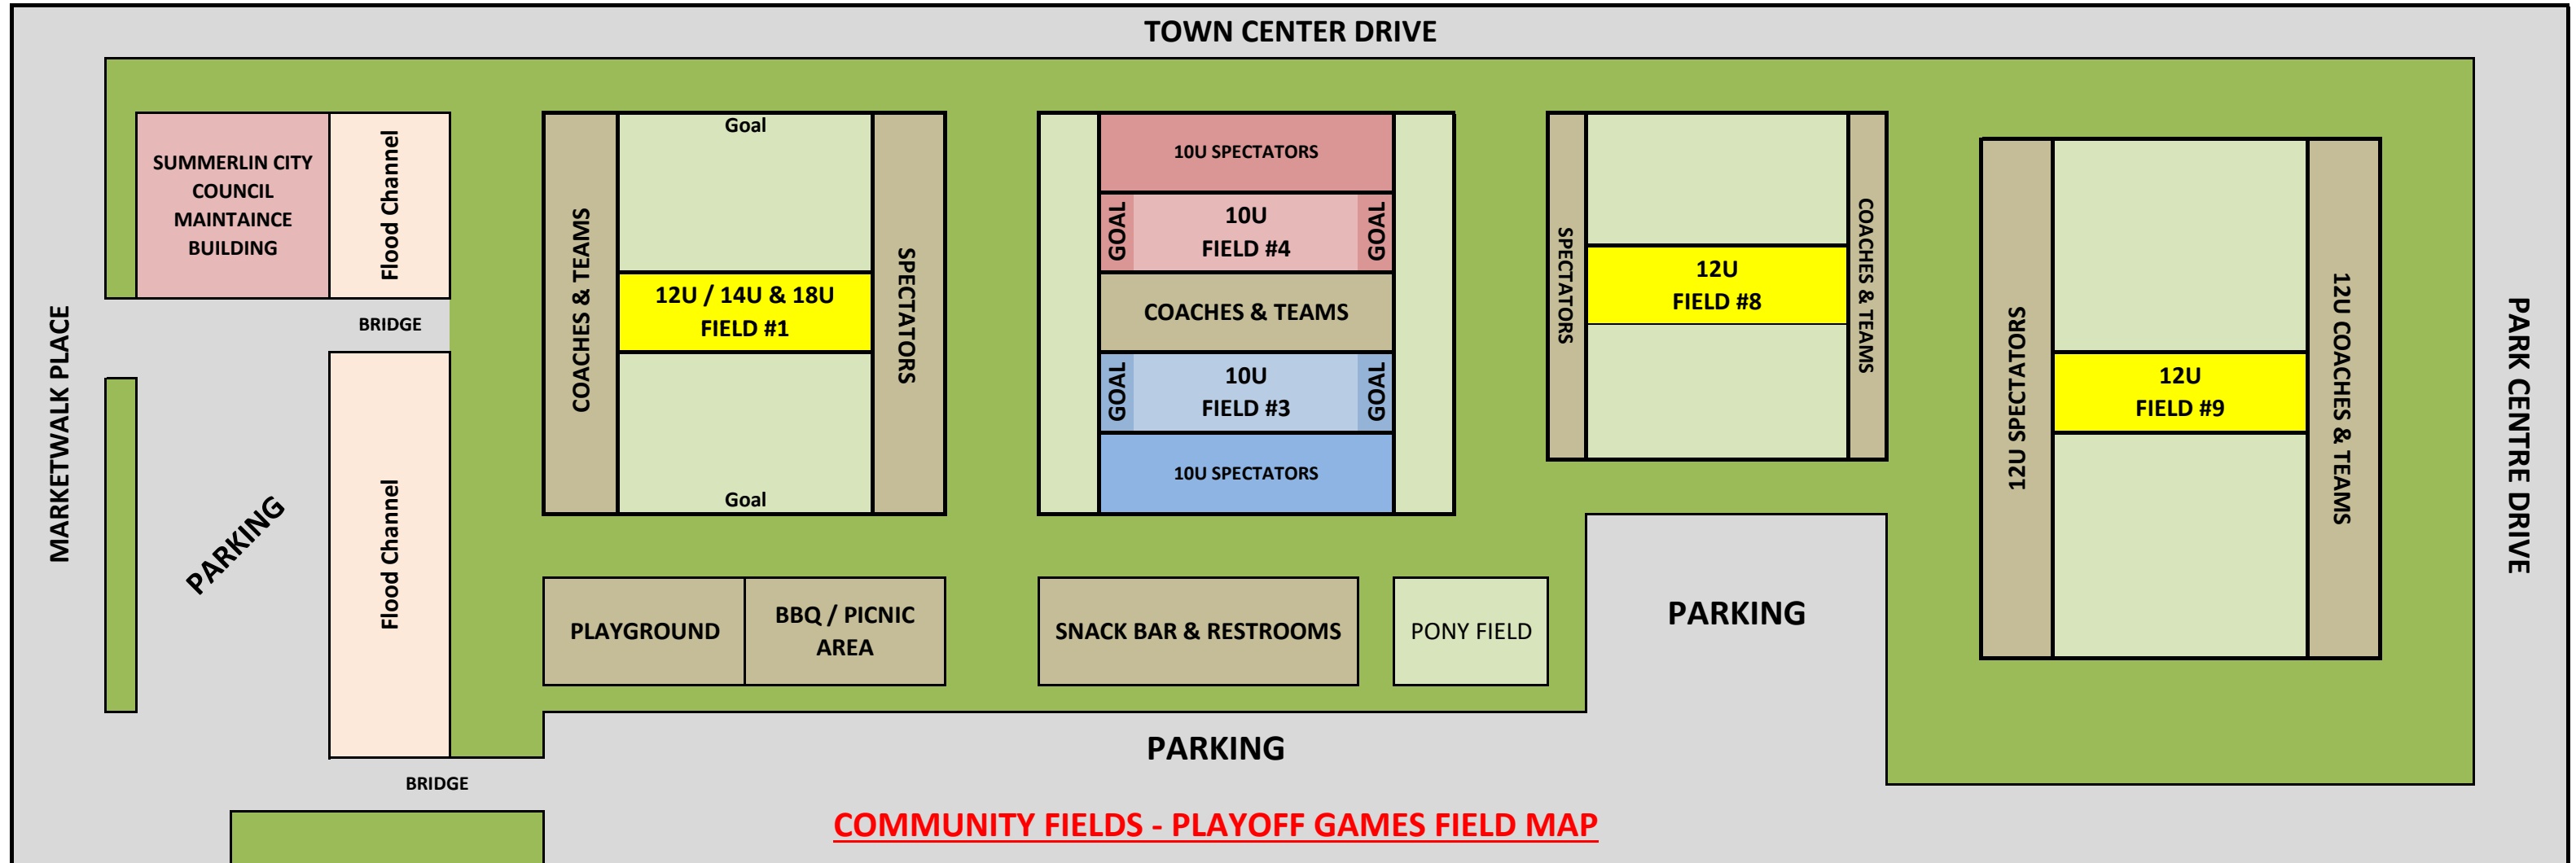 TOWN CENTER DRIVE
SUMMERLIN CITY
COUNCIL
MAINTAINCE
BUILDING
Flood Channel
BRIDGE
MARKETWALK PLACE
PARKING
Flood Channel
BRIDGE
COACHES & TEAMS
Goal
12U / 14U & 18U
FIELD #1
Goal
SPECTATORS
10U SPECTATORS
GOAL
10U
FIELD #4
GOAL
COACHES & TEAMS
GOAL
10U
FIELD #3
GOAL
10U SPECTATORS
SPECTATORS
12U
FIELD #8
COACHES & TEAMS
12U SPECTATORS
12U
FIELD #9
12U COACHES & TEAMS
PARK CENTRE DRIVE
PLAYGROUND
BBQ / PICNIC
AREA
SNACK BAR & RESTROOMS
PONY FIELD
PARKING
PARKING
COMMUNITY FIELDS - PLAYOFF GAMES FIELD MAP